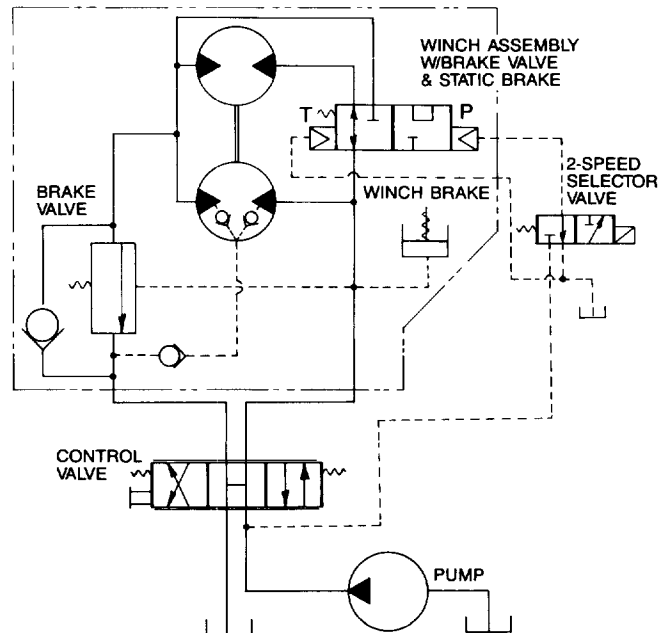 WINCH ASSEMBLY
W/BRAKE VALVE
& STATIC BRAKE
T
P
2-SPEED
SELECTOR
VALVE
WINCH BRAKE
BRAKE
VALVE
CONTROL
VALVE
PUMP